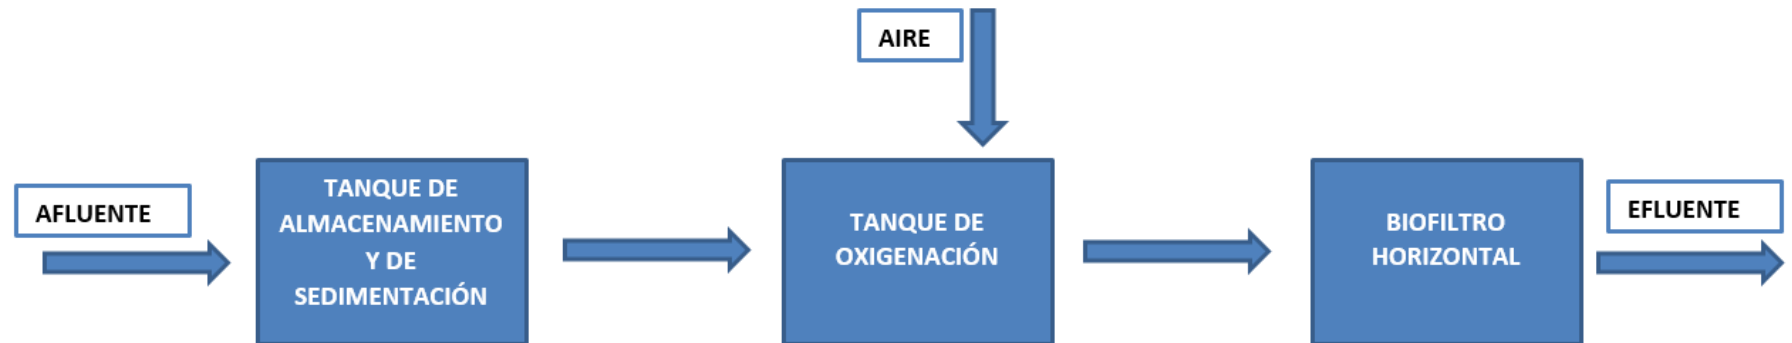 AIRE
AFLUENTE
TANQUE DE
ALMACENAMIENTO
Y DE
SEDIMENTACIÓN
TANQUE DE
OXIGENACIÓN
BIOFILTRO
HORIZONTAL
EFLUENTE